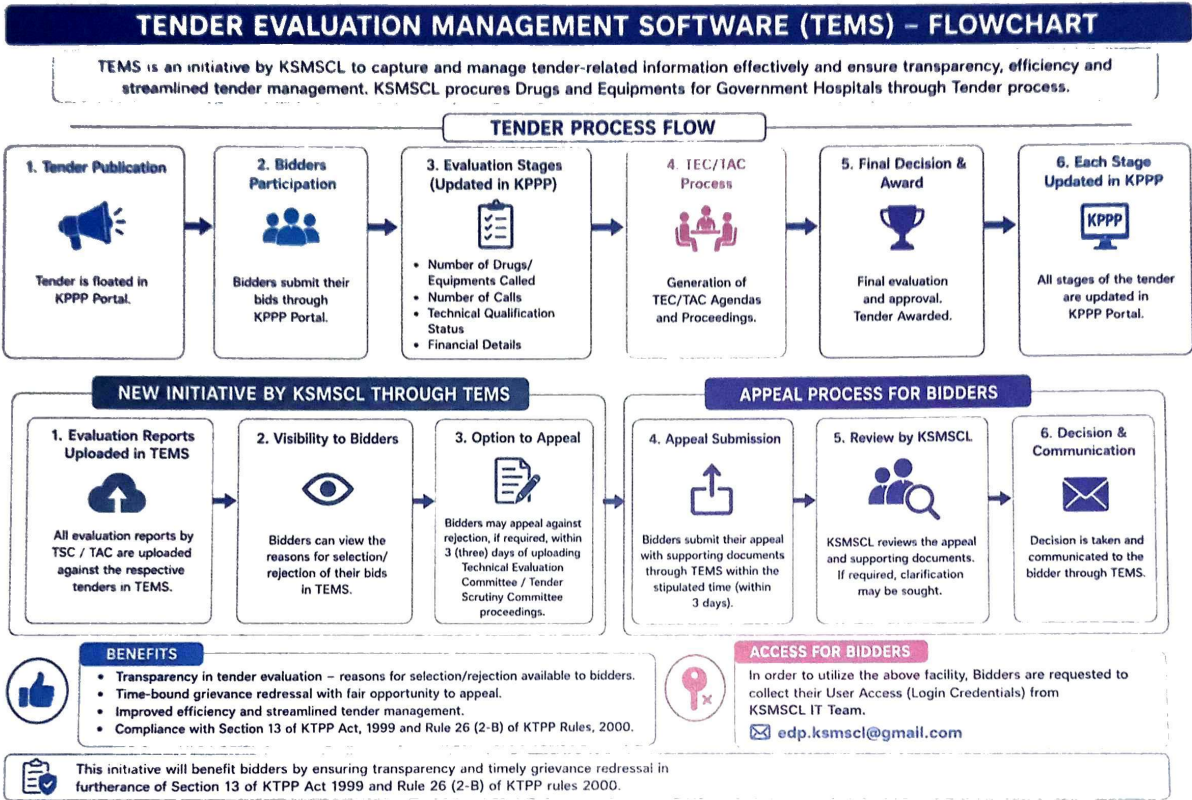 TENDER EVALUATION MANAGEMENT SOFTWARE (TEMS) – FLOWCHART
TEMS is an initiative by KSMSCL to capture and manage tender-related information effectively and ensure transparency, efficiency and
streamlined tender management. KSMSCL procures Drugs and Equipments for Government Hospitals through Tender process.
TENDER PROCESS FLOW
1. Tender Publication
Tender is floated in
KPPP Portal.
2. Bidders
Participation
Bidders submit their
bids through
KPPP Portal.
3. Evaluation Stages
(Updated in KPPP)
• Number of Drugs/
Equipments Called
• Number of Calls
• Technical Qualification
Status
• Financial Details
4. TEC/TAC
Process
Generation of
TEC/TAC Agendas
and Proceedings.
5. Final Decision &
Award
Final evaluation
and approval.
Tender Awarded.
6. Each Stage
Updated in KPPP
KPPP
All stages of the tender
are updated in
KPPP Portal.
NEW INITIATIVE BY KSMSCL THROUGH TEMS
1. Evaluation Reports
Uploaded in TEMS
All evaluation reports by
TSC / TAC are uploaded
against the respective
tenders in TEMS.
2. Visibility to Bidders
Bidders can view the
reasons for selection/
rejection of their bids
in TEMS.
3. Option to Appeal
Bidders may appeal against
rejection, if required, within
3 (three) days of uploading
Technical Evaluation
Committee / Tender
Scrutiny Committee
proceedings.
APPEAL PROCESS FOR BIDDERS
4. Appeal Submission
Bidders submit their appeal
with supporting documents
through TEMS within the
stipulated time (within
3 days).
5. Review by KSMSCL
KSMSCL reviews the appeal
and supporting documents.
If required, clarification
may be sought.
6. Decision &
Communication
Decision is taken and
communicated to the
bidder through TEMS.
BENEFITS
• Transparency in tender evaluation – reasons for selection/rejection available to bidders.
• Time-bound grievance redressal with fair opportunity to appeal.
• Improved efficiency and streamlined tender management.
• Compliance with Section 13 of KTPP Act, 1999 and Rule 26 (2-B) of KTPP Rules, 2000.
ACCESS FOR BIDDERS
In order to utilize the above facility, Bidders are requested to
collect their User Access (Login Credentials) from
KSMSCL IT Team.
edp.ksmscl@gmail.com
This initiative will benefit bidders by ensuring transparency and timely grievance redressal in
furtherance of Section 13 of KTPP Act 1999 and Rule 26 (2-B) of KTPP rules 2000.